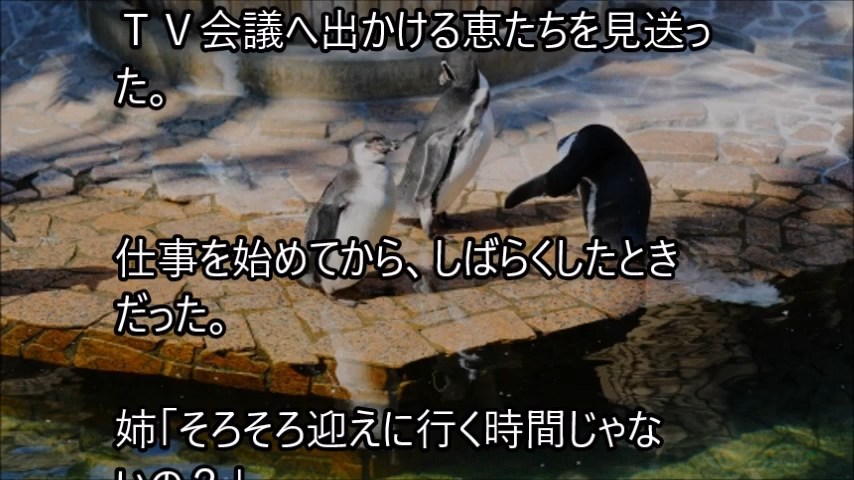 ＴＶ会議へ出かける恵たちを見送っ
た。
仕事を始めてから、しばらくしたとき
だった。
姉「そろそろ迎えに行く時間じゃな
いの？」